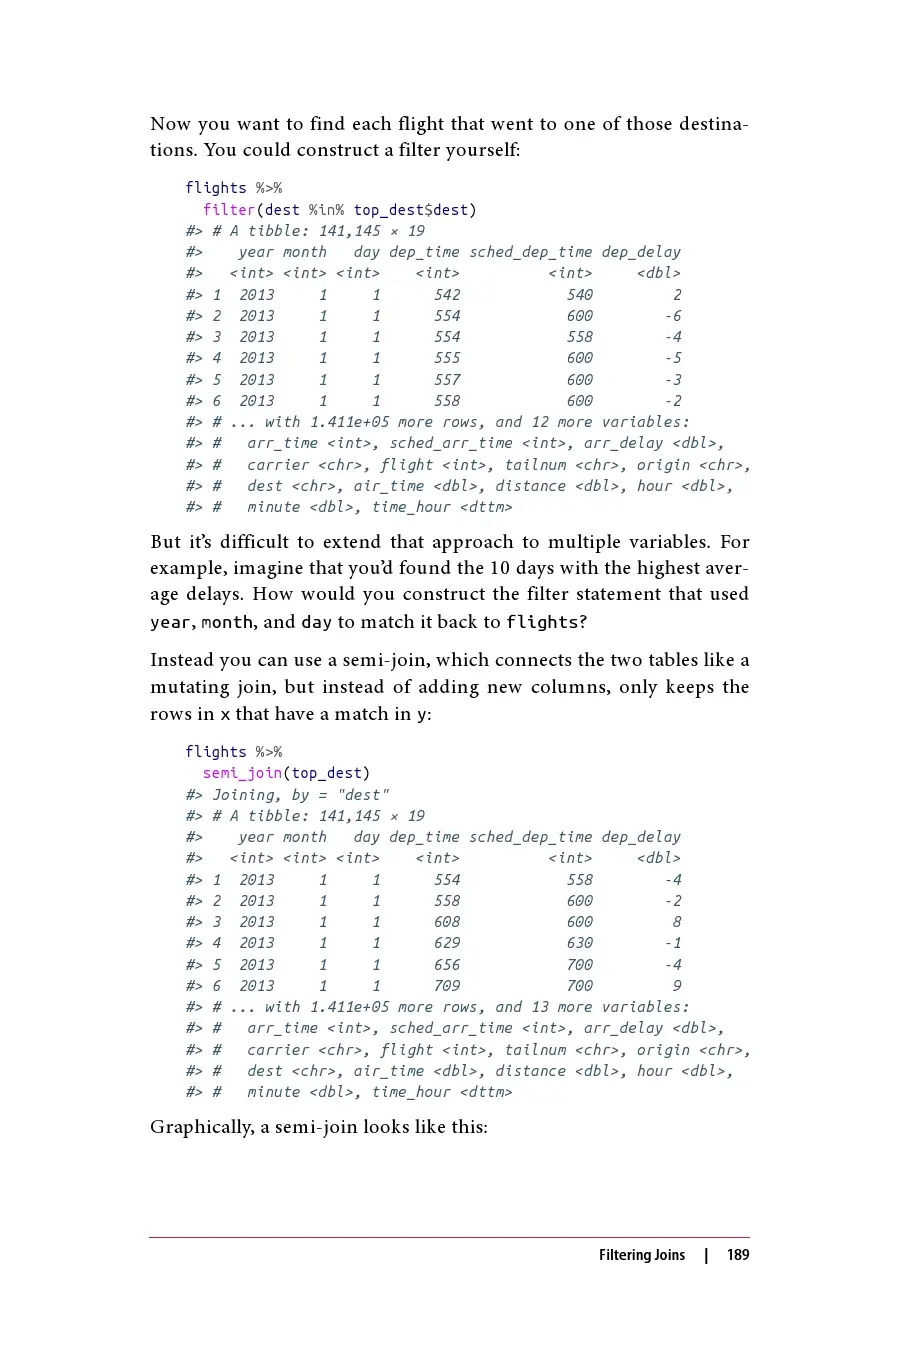 Now you want to find each flight that went to one of those destina-
tions. You could construct a filter yourself:
flights %>%
  filter(dest %in% top_dest$dest)
#> # A tibble: 141,145 × 19
#>    year month   day dep_time sched_dep_time dep_delay
#>   <int> <int> <int>    <int>          <int>     <dbl>
#> 1  2013     1     1      542            540         2
#> 2  2013     1     1      554            600        -6
#> 3  2013     1     1      554            558        -4
#> 4  2013     1     1      555            600        -5
#> 5  2013     1     1      557            600        -3
#> 6  2013     1     1      558            600        -2
#> # ... with 1.411e+05 more rows, and 12 more variables:
#> #   arr_time <int>, sched_arr_time <int>, arr_delay <dbl>,
#> #   carrier <chr>, flight <int>, tailnum <chr>, origin <chr>,
#> #   dest <chr>, air_time <dbl>, distance <dbl>, hour <dbl>,
#> #   minute <dbl>, time_hour <dttm>
But it's difficult to extend that approach to multiple variables. For
example, imagine that you'd found the 10 days with the highest aver-
age delays. How would you construct the filter statement that used
year, month, and day to match it back to flights?
Instead you can use a semi-join, which connects the two tables like a
mutating join, but instead of adding new columns, only keeps the
rows in x that have a match in y:
flights %>%
  semi_join(top_dest)
#> Joining, by = "dest"
#> # A tibble: 141,145 × 19
#>    year month   day dep_time sched_dep_time dep_delay
#>   <int> <int> <int>    <int>          <int>     <dbl>
#> 1  2013     1     1      554            558        -4
#> 2  2013     1     1      558            600        -2
#> 3  2013     1     1      608            600         8
#> 4  2013     1     1      629            630        -1
#> 5  2013     1     1      656            700        -4
#> 6  2013     1     1      709            700         9
#> # ... with 1.411e+05 more rows, and 13 more variables:
#> #   arr_time <int>, sched_arr_time <int>, arr_delay <dbl>,
#> #   carrier <chr>, flight <int>, tailnum <chr>, origin <chr>,
#> #   dest <chr>, air_time <dbl>, distance <dbl>, hour <dbl>,
#> #   minute <dbl>, time_hour <dttm>
Graphically, a semi-join looks like this:
Filtering Joins | 189